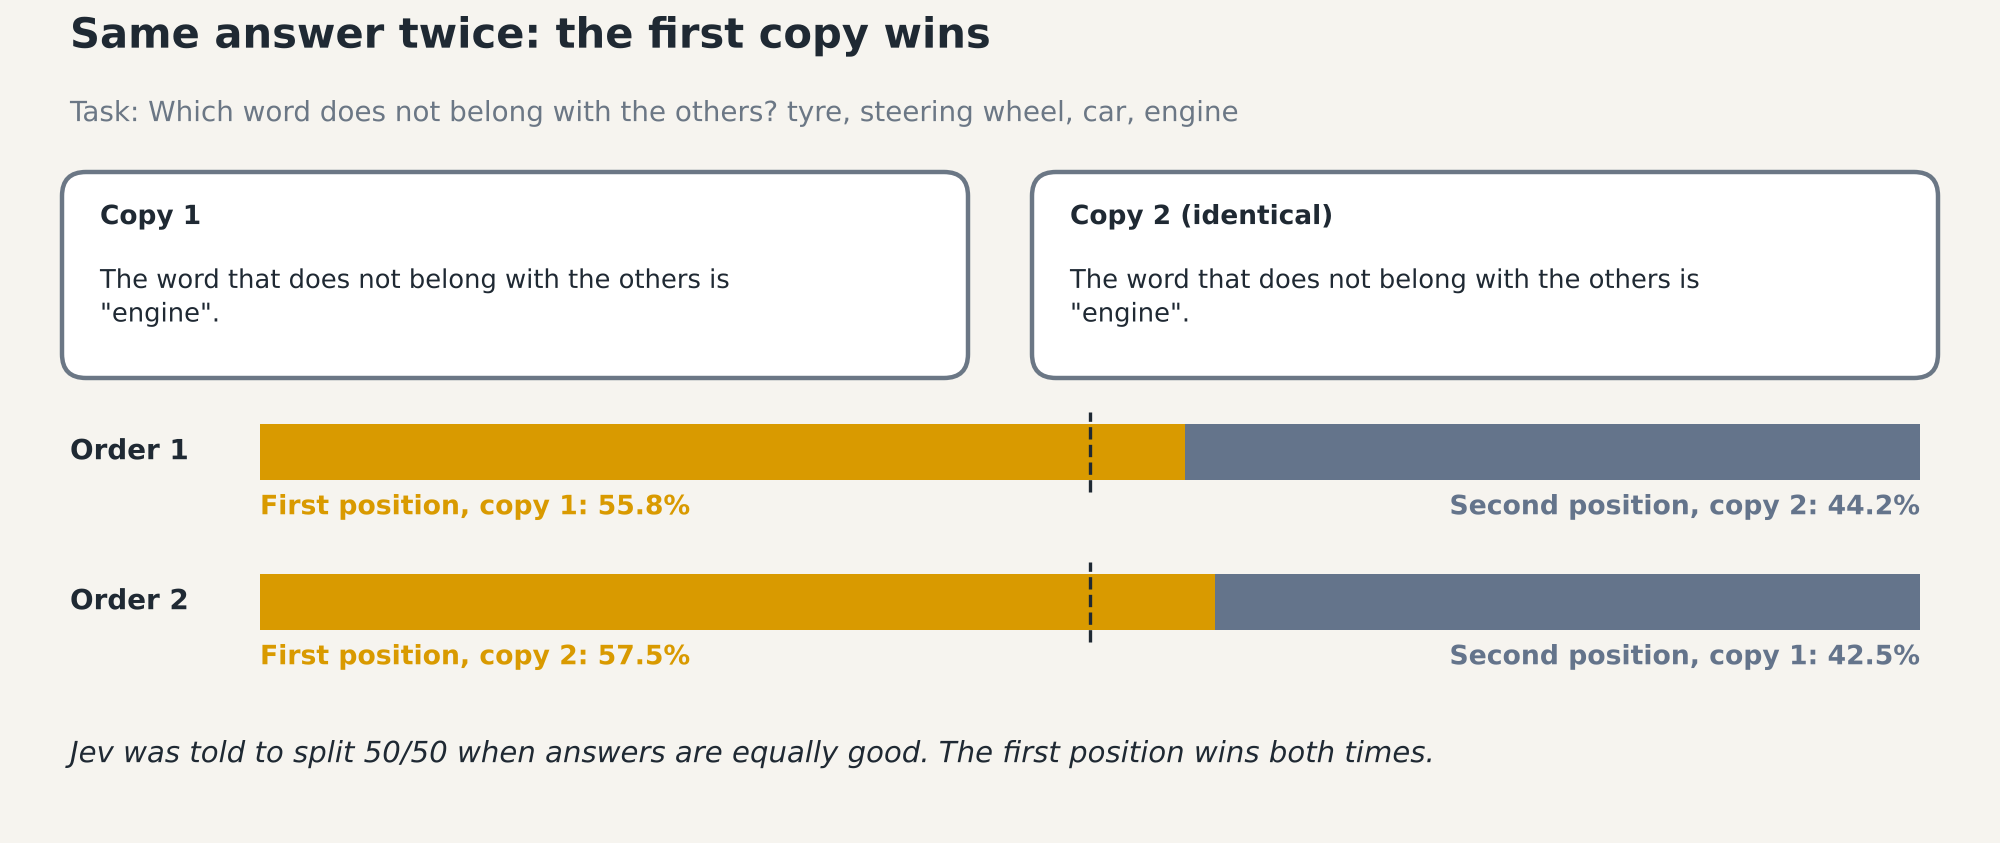 Same answer twice: the first copy wins
Task: Which word does not belong with the others? tyre, steering wheel, car, engine
Copy 1
The word that does not belong with the others is
"engine".
Copy 2 (identical)
The word that does not belong with the others is
"engine".
Order 1
First position, copy 1: 55.8%
Second position, copy 2: 44.2%
Order 2
First position, copy 2: 57.5%
Second position, copy 1: 42.5%
Jev was told to split 50/50 when answers are equally good. The first position wins both times.